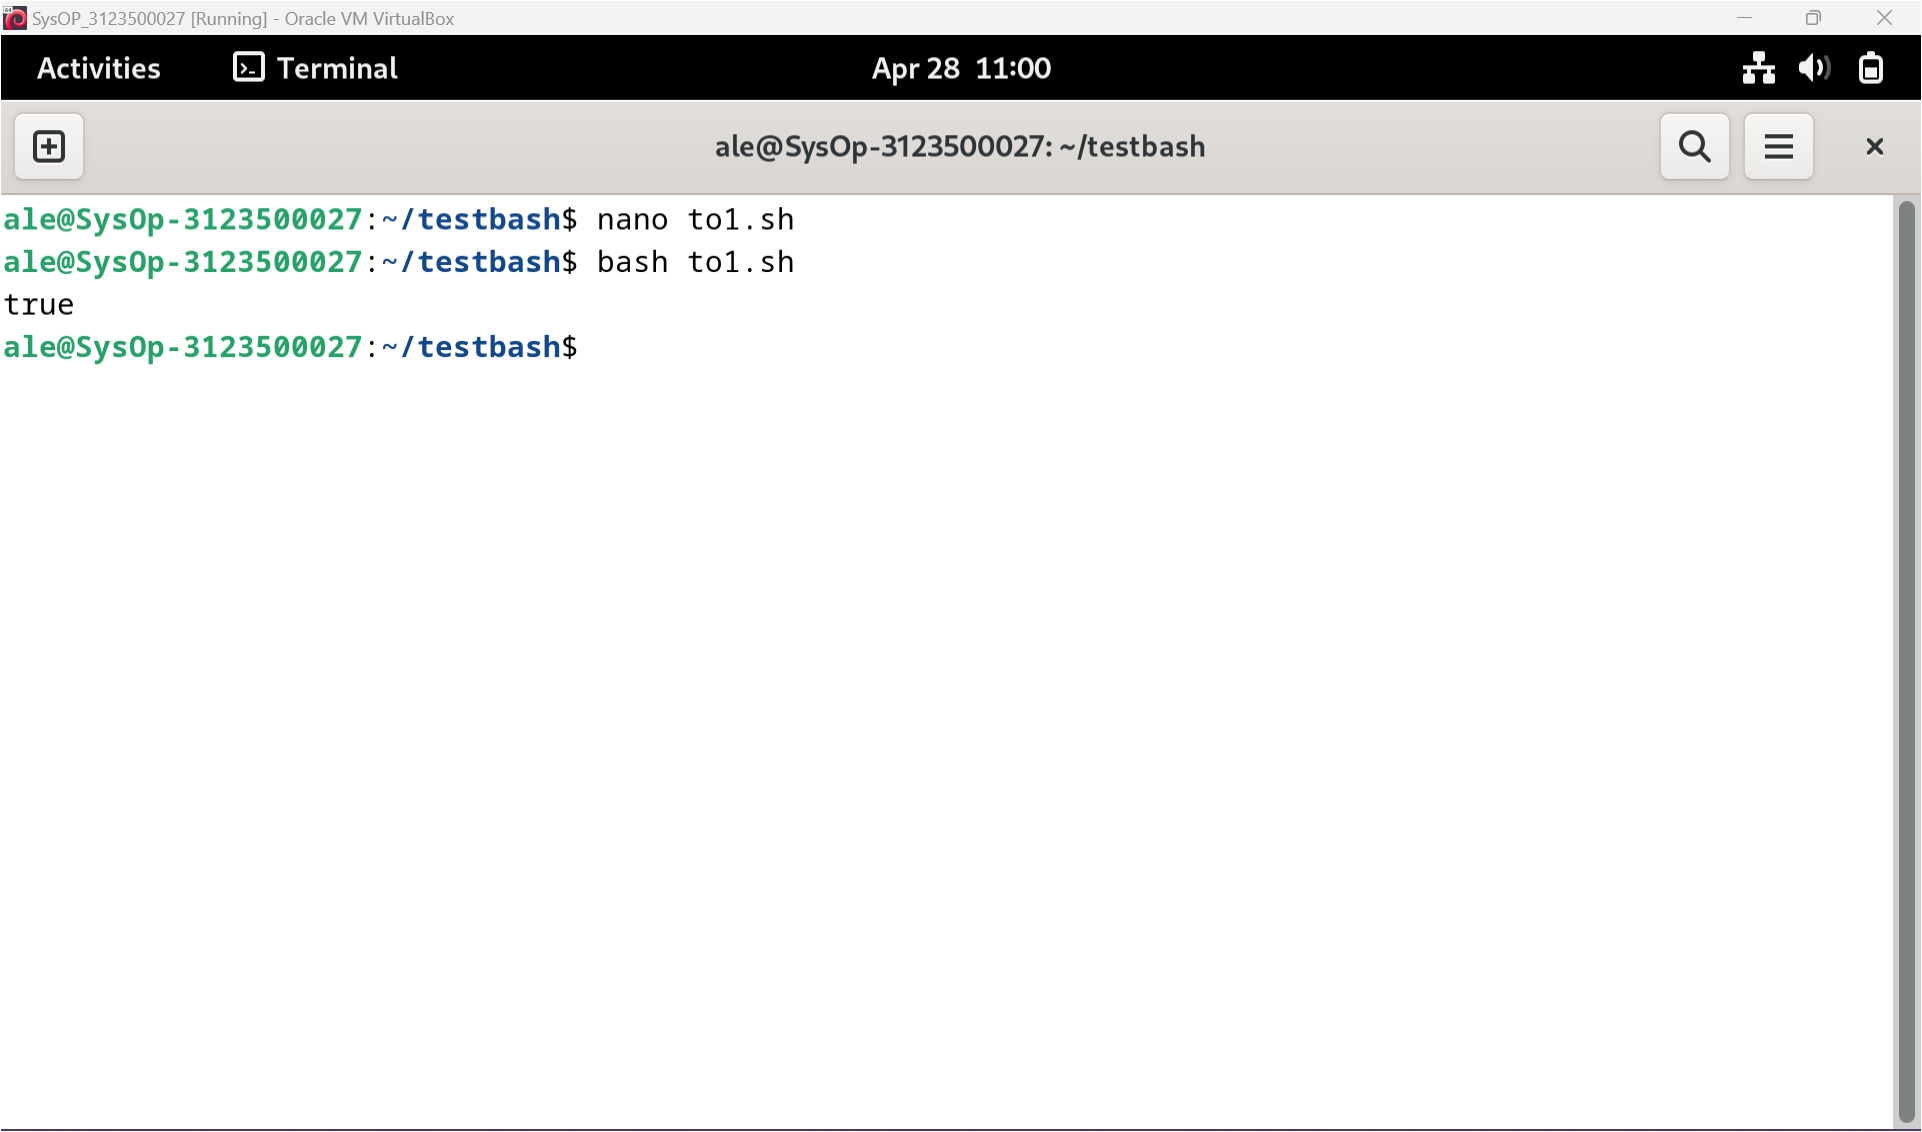 SysOP_3123500027 [Running] - Oracle VM VirtualBox
Activities Terminal Apr 28 11:00
ale@SysOp-3123500027: ~/testbash
ale@SysOp-3123500027:~/testbash$ nano to1.sh
ale@SysOp-3123500027:~/testbash$ bash to1.sh
true
ale@SysOp-3123500027:~/testbash$